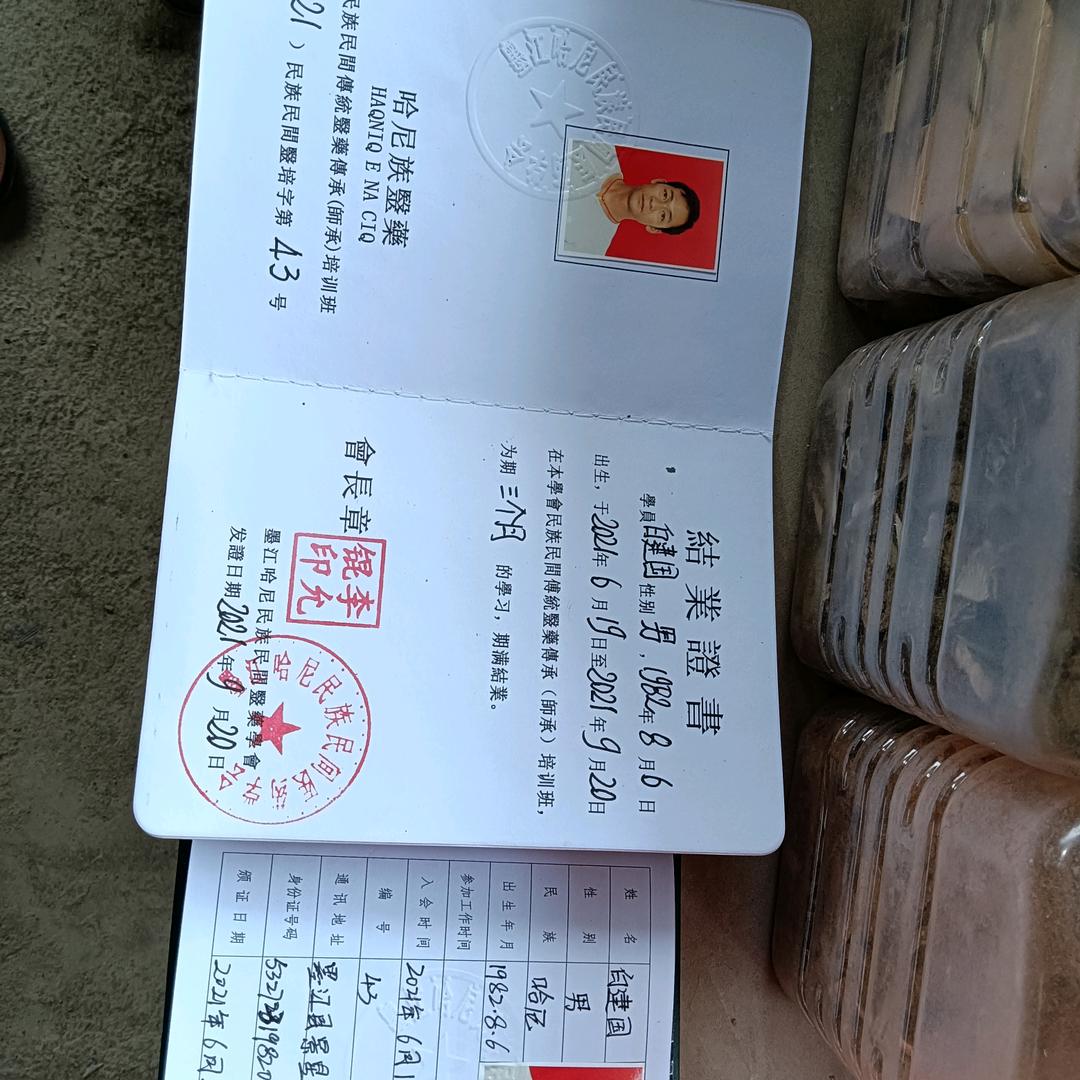 哈尼族醫藥
HAQNIQ E NA CIQ
民族民間傳統醫藥傳承(師承)培训班
21）民族民間醫培字第43号
結業證書
學員白建国性别男，1982年8月6日
出生，于2021年6月19日至2021年9月20日
在本學會民族民間傳統醫藥傳承（師承）培训班，
为期三个月的學习，期满結業。
會長章
李允锟印
墨江哈尼民族民間醫藥學會
发證日期2021年9月20日
姓名 白建国
性别 男
民族 哈尼
出生年月 1982.8.6
参加工作时间
入会时间 2021年6月1
编号 43
通讯地址 墨江县景星
身份证号码 53272819820
颁证日期 2021年6月